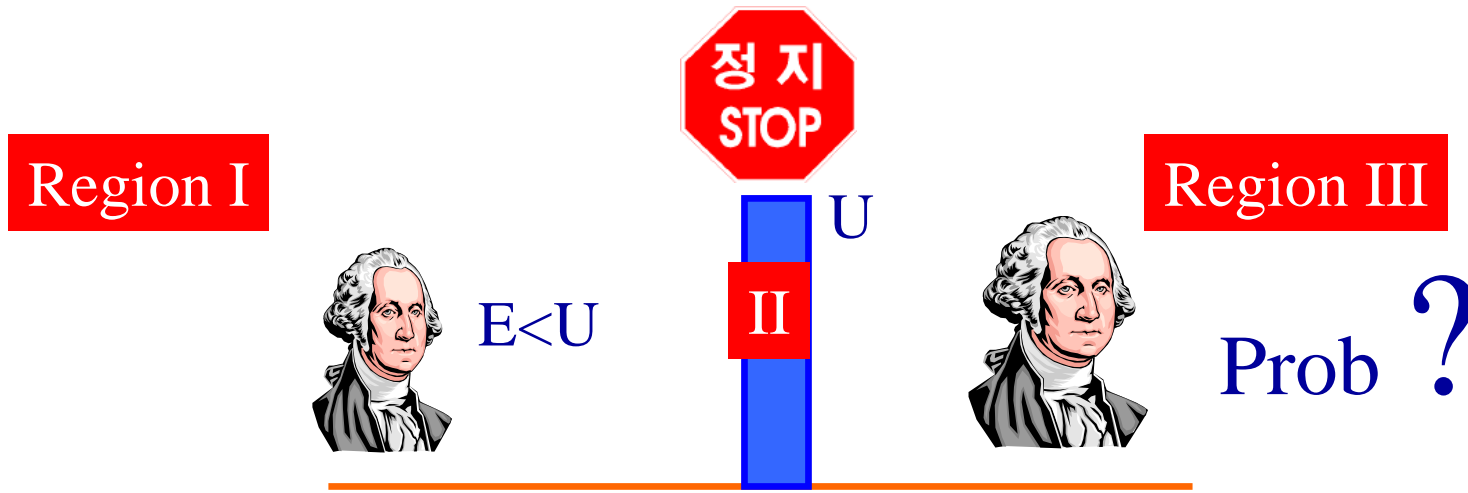 정 지
STOP
Region I
Region III
U
E<U
II
Prob ?